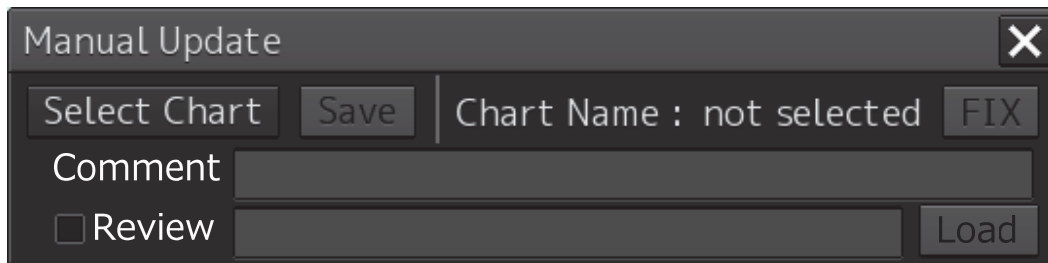 Manual Update
Select Chart Save Chart Name : not selected FIX
Comment
Review Load